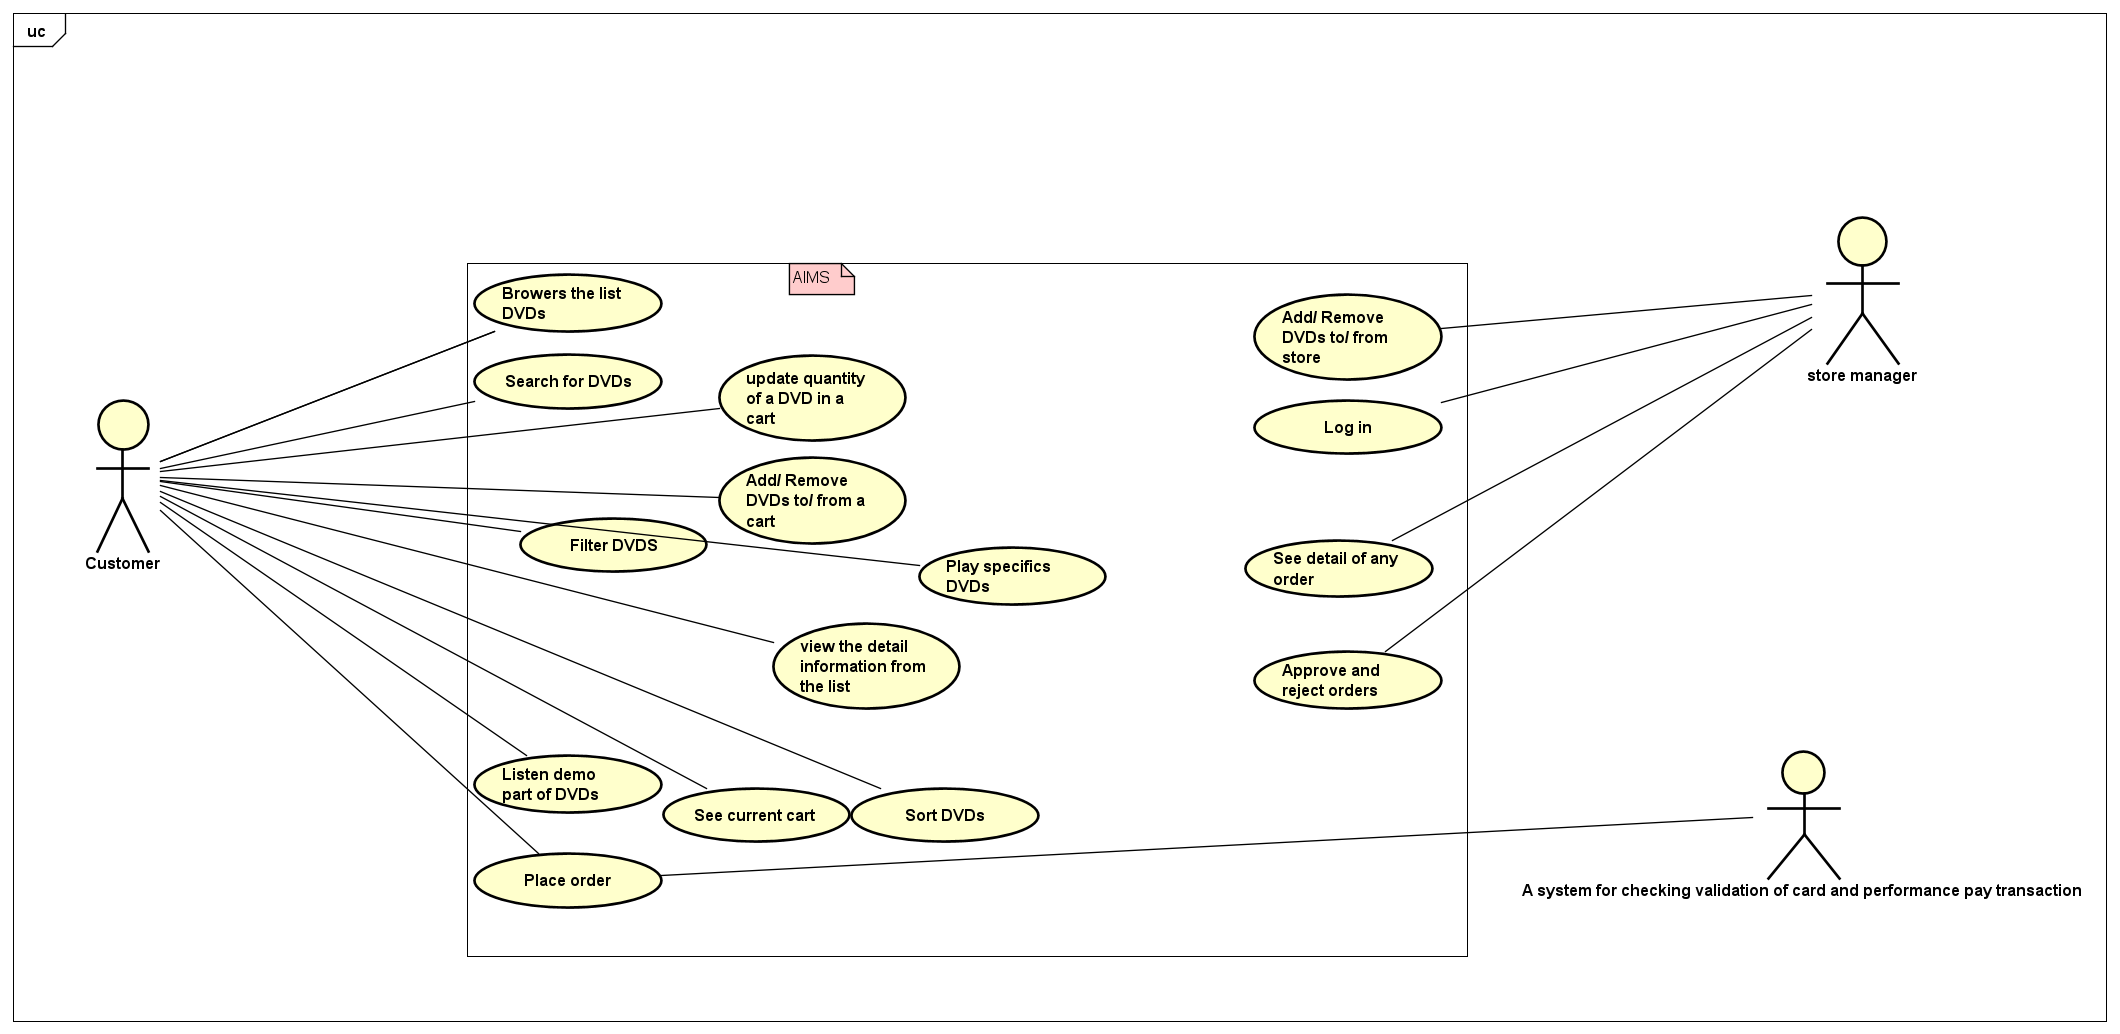 uc
AIMS
Browers the list
DVDs
Search for DVDs
update quantity
of a DVD in a
cart
Add/ Remove
DVDs to/ from a
cart
Filter DVDS
Play specifics
DVDs
view the detail
information from
the list
Listen demo
part of DVDs
See current cart
Sort DVDs
Place order
Customer
Add/ Remove
DVDs to/ from
store
Log in
See detail of any
order
Approve and
reject orders
store manager
A system for checking validation of card and performance pay transaction